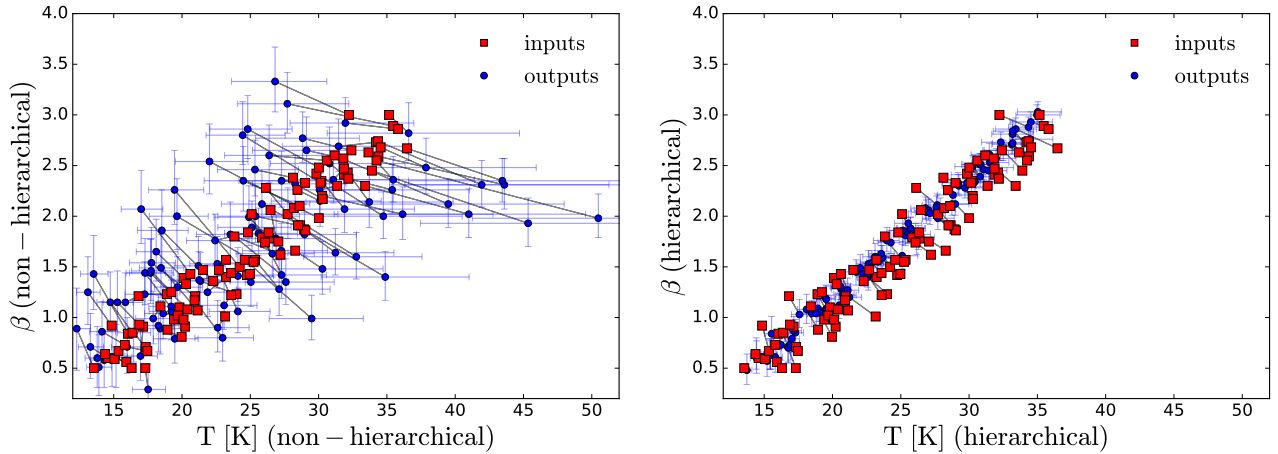 4.0
3.5
3.0
2.5
2.0
1.5
1.0
0.5
β (non − hierarchical)
inputs
outputs
15 20 25 30 35 40 45 50
T [K] (non − hierarchical)
4.0
3.5
3.0
2.5
2.0
1.5
1.0
0.5
β (hierarchical)
inputs
outputs
15 20 25 30 35 40 45 50
T [K] (hierarchical)